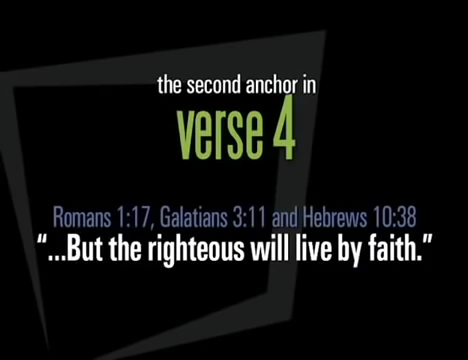 the second anchor in
verse 4
Romans 1:17, Galatians 3:11 and Hebrews 10:38
“...But the righteous will live by faith.”